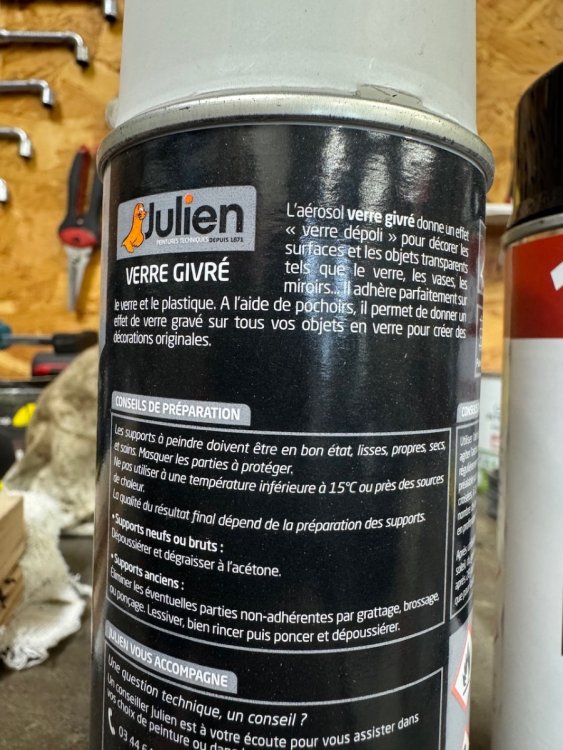 Julien
PEINTURES TECHNIQUES DEPUIS 1871
VERRE GIVRÉ
L'aérosol verre givré donne un effet
« verre dépoli » pour décorer les
surfaces et les objets transparents
tels que le verre, les vases, les
miroirs... Il adhère parfaitement sur
le verre et le plastique. A l'aide de pochoirs, il permet de donner un
effet de verre gravé sur tous vos objets en verre pour créer des
décorations originales.
CONSEILS DE PRÉPARATION
Les supports à peindre doivent être en bon état, lisses, propres, secs
et sains. Masquer les parties à protéger.
Ne pas utiliser à une température inférieure à 15°C ou près des sources
de chaleur.
La qualité du résultat final dépend de la préparation des supports.
• Supports neufs ou bruts :
Dépoussiérer et dégraisser à l'acétone.
• Supports anciens :
Éliminer les éventuelles parties non-adhérentes par grattage, brossage,
ou ponçage. Lessiver, bien rincer puis poncer et dépoussiérer.
JULIEN VOUS ACCOMPAGNE
Une question technique, un conseil ?
Un conseiller Julien est à votre écoute pour vous assister dans
vos choix de peinture ou dans
03 44 6